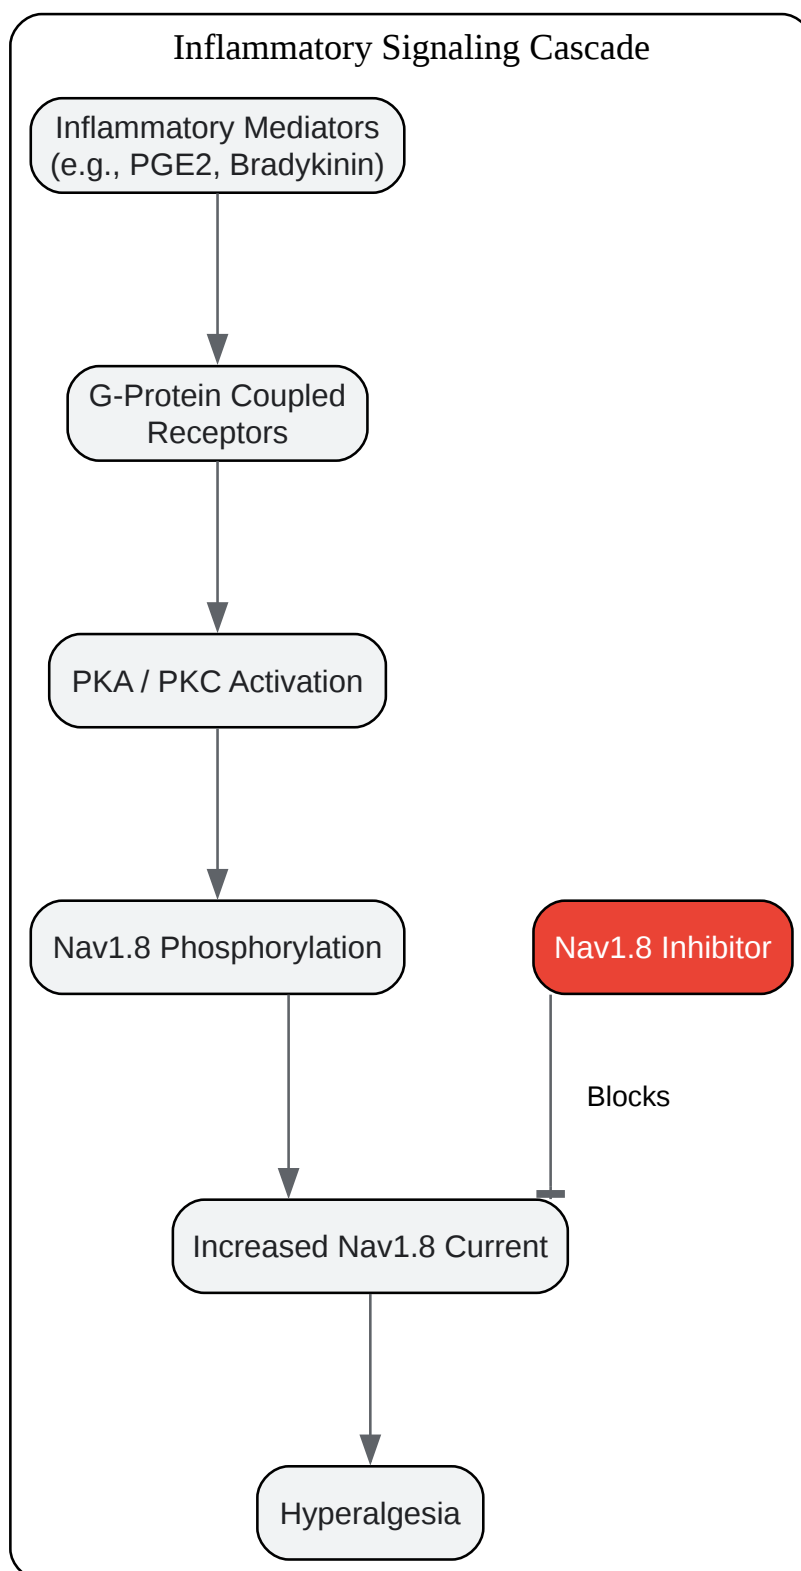 Inflammatory Signaling Cascade
Inflammatory Mediators
(e.g., PGE2, Bradykinin)
G-Protein Coupled
Receptors
PKA / PKC Activation
Nav1.8 Phosphorylation
Nav1.8 Inhibitor
Blocks
Increased Nav1.8 Current
Hyperalgesia